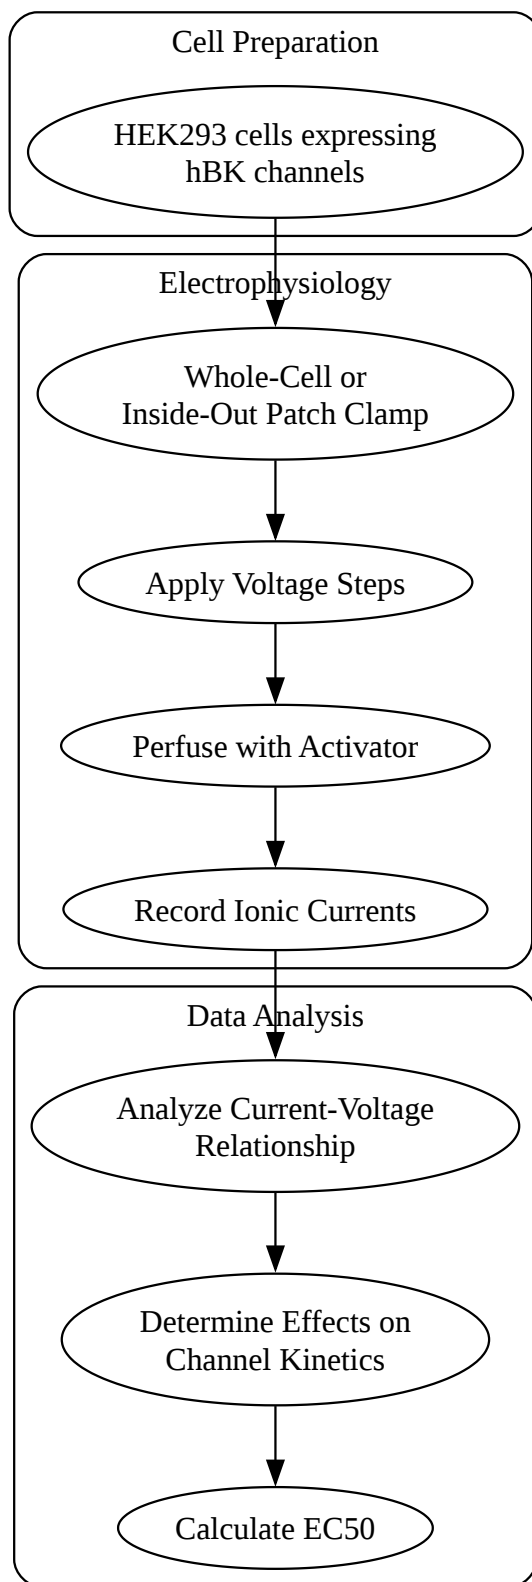 Cell Preparation
HEK293 cells expressing
hBK channels
Electrophysiology
Whole-Cell or
Inside-Out Patch Clamp
Apply Voltage Steps
Perfuse with Activator
Record Ionic Currents
Data Analysis
Analyze Current-Voltage
Relationship
Determine Effects on
Channel Kinetics
Calculate EC50